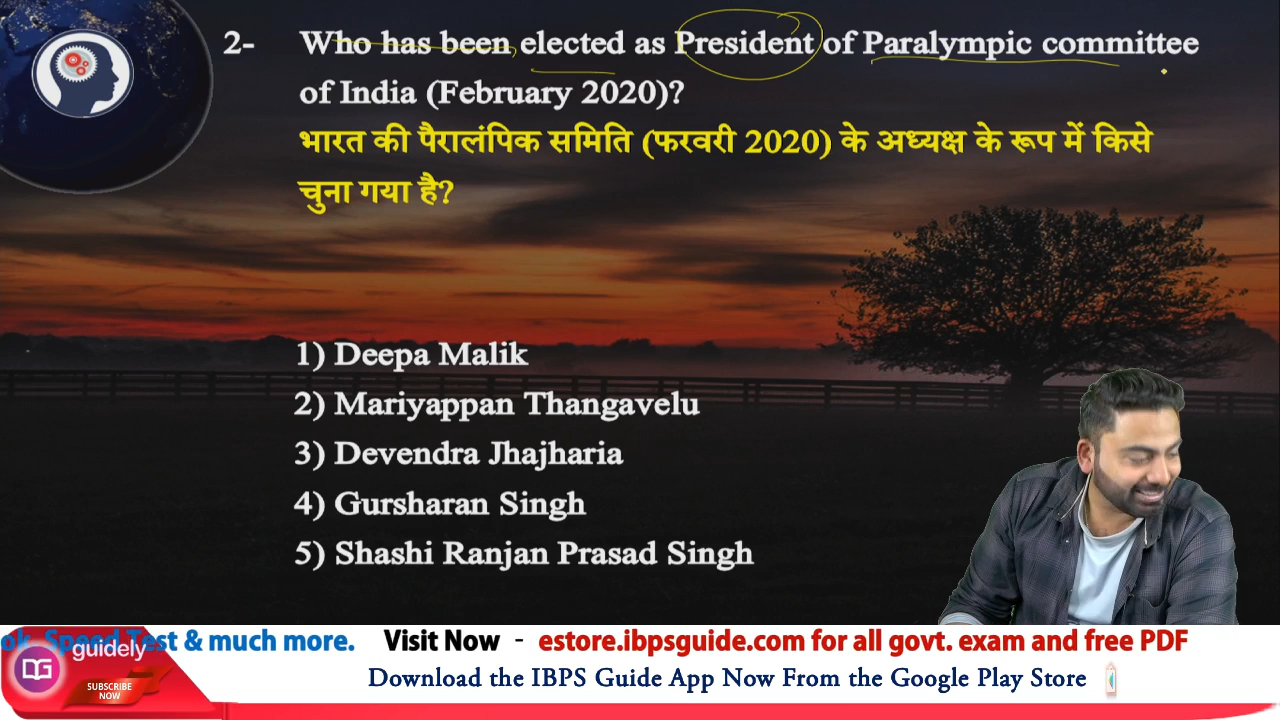 2- Who has been elected as President of Paralympic committee
of India (February 2020)?
भारत की पैरालंपिक समिति (फरवरी 2020) के अध्यक्ष के रूप में किसे
चुना गया है?
1) Deepa Malik
2) Mariyappan Thangavelu
3) Devendra Jhajharia
4) Gursharan Singh
5) Shashi Ranjan Prasad Singh
ok, Speed Test & much more. Visit Now - estore.ibpsguide.com for all govt. exam and free PDF
guidely
SUBSCRIBE
NOW
Download the IBPS Guide App Now From the Google Play Store